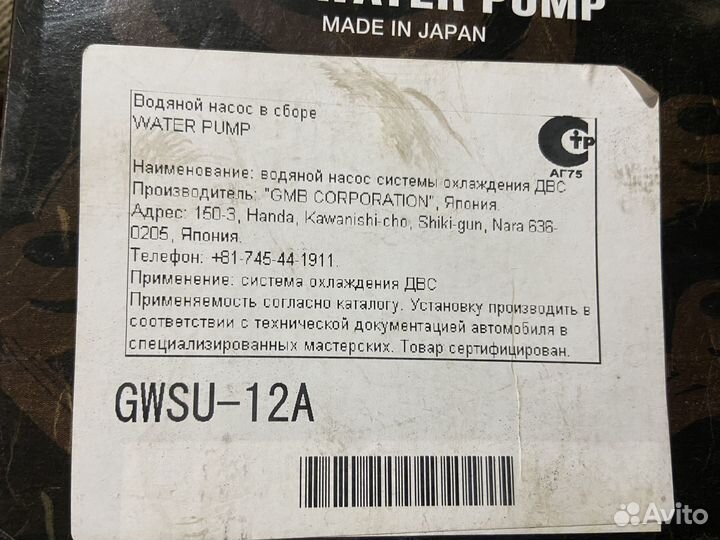 WATER PUMP
MADE IN JAPAN
Водяной насос в сборе
WATER PUMP
Наименование: водяной насос системы охлаждения ДВС
Производитель: "GMB CORPORATION", Япония.
Адрес: 150-3, Handa, Kawanishi-cho, Shiki-gun, Nara 636-
0205, Япония.
Телефон: +81-745-44-1911.
Применение: система охлаждения ДВС
Применяемость согласно каталогу. Установку производить в
соответствии с технической документацией автомобиля в
специализированных мастерских. Товар сертифицирован.
АГ75
GWSU-12A
Avito